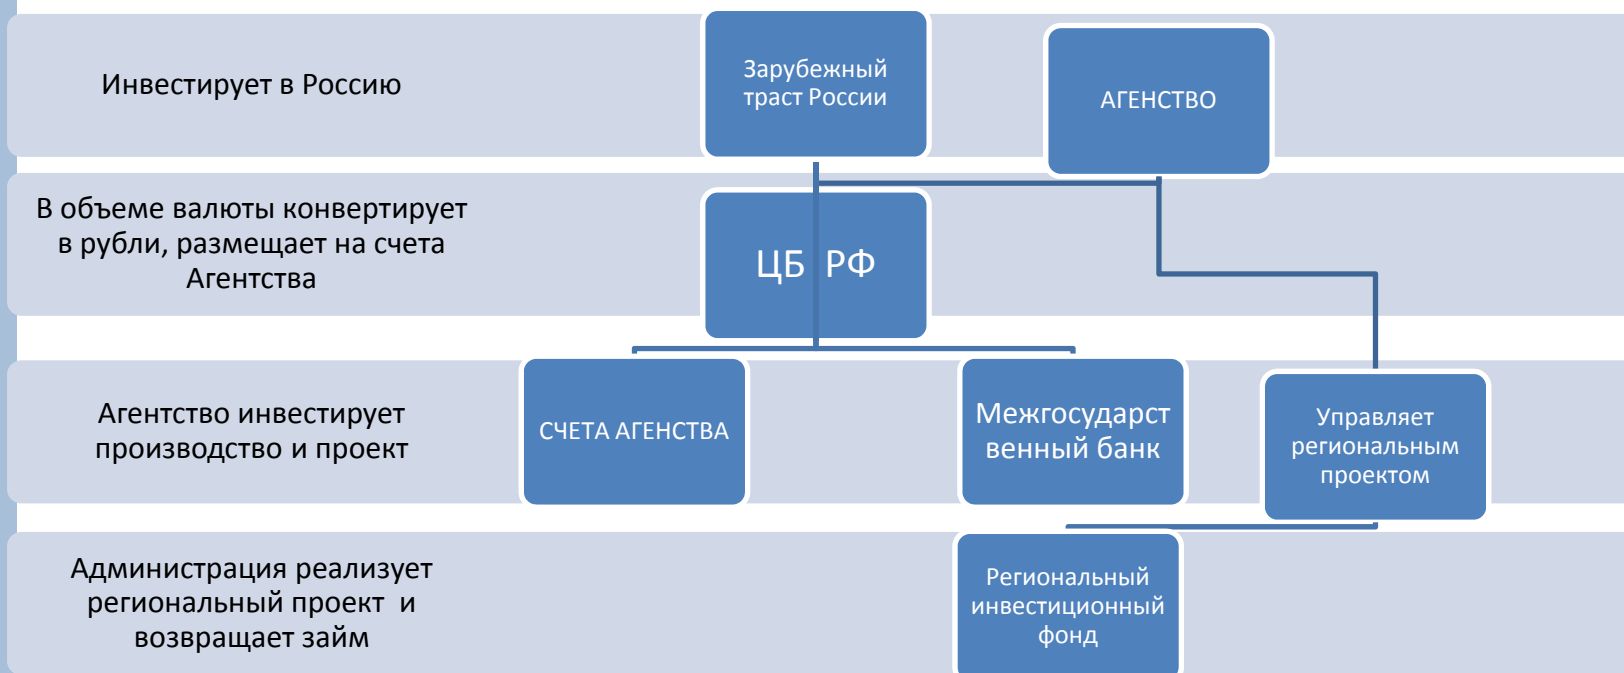 Инвестирует в Россию
Зарубежный
траст России
АГЕНСТВО
В объеме валюты конвертирует
в рубли, размещает на счета
Агентства
ЦБ РФ
Агентство инвестирует
производство и проект
СЧЕТА АГЕНСТВА
Межгосударст
венный банк
Управляет
региональным
проектом
Администрация реализует
региональный проект и
возвращает займ
Региональный
инвестиционный
фонд